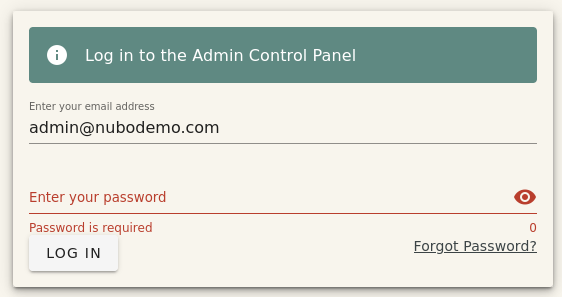 Log in to the Admin Control Panel
Enter your email address
admin@nubodemo.com
Enter your password
Password is required 0
LOG IN Forgot Password?